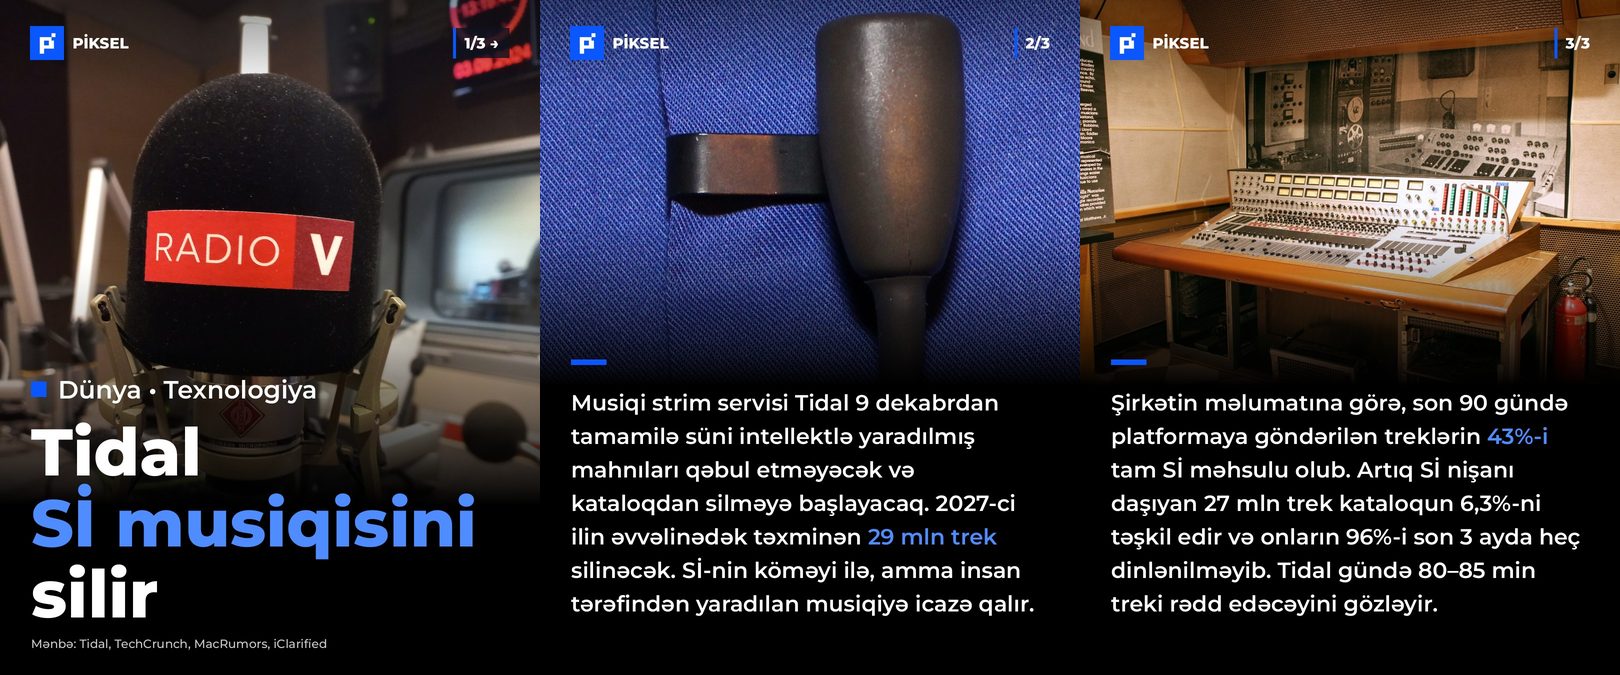 PİKSEL
1/3 →
RADIO V
Dünya • Texnologiya
Tidal
Sİ musiqisini
silir
Mənbə: Tidal, TechCrunch, MacRumors, iClarified
PİKSEL
2/3
Musiqi strim servisi Tidal 9 dekabrdan
tamamilə süni intellektlə yaradılmış
mahnıları qəbul etməyəcək və
kataloqdan silməyə başlayacaq. 2027-ci
ilin əvvəlinədək təxminən 29 mln trek
silinəcək. Sİ-nin köməyi ilə, amma insan
tərəfindən yaradılan musiqiyə icazə qalır.
PİKSEL
3/3
Şirkətin məlumatına görə, son 90 gündə
platformaya göndərilən treklərin 43%-i
tam Sİ məhsulu olub. Artıq Sİ nişanı
daşıyan 27 mln trek kataloqun 6,3%-ni
təşkil edir və onların 96%-i son 3 ayda heç
dinlənilməyib. Tidal gündə 80–85 min
treki rədd edəcəyini gözləyir.